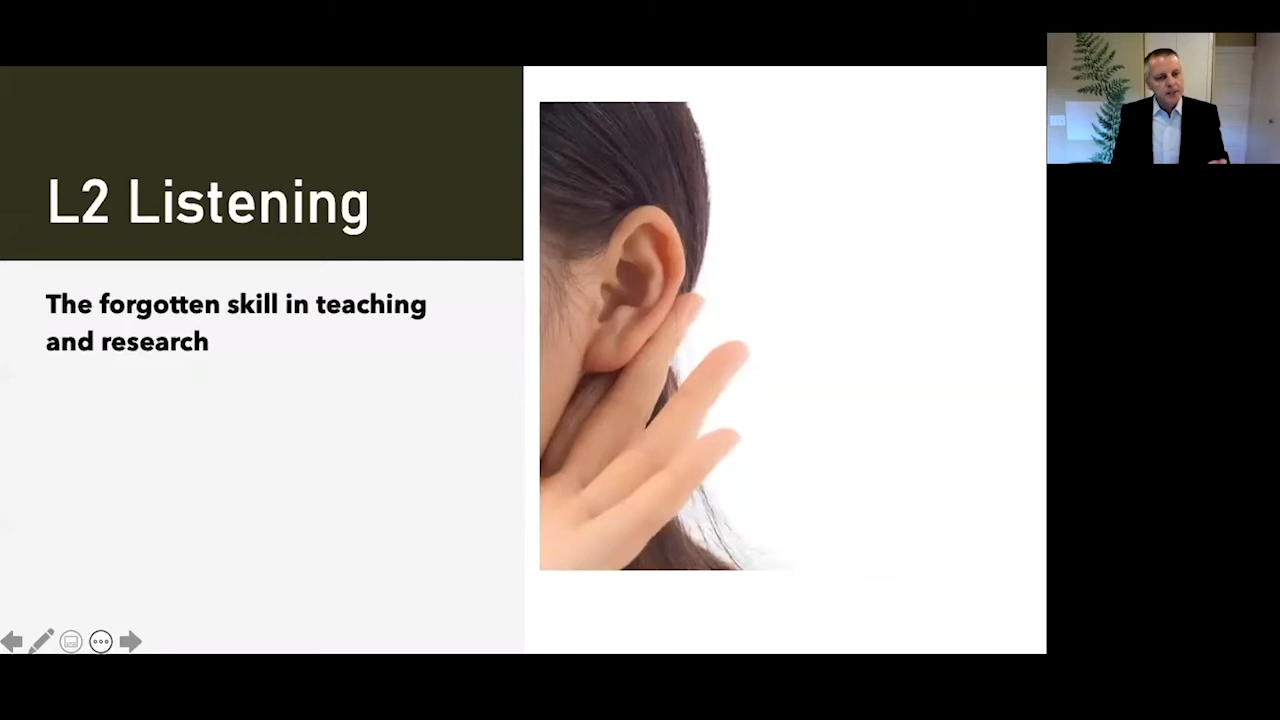 L2 Listening
The forgotten skill in teaching
and research